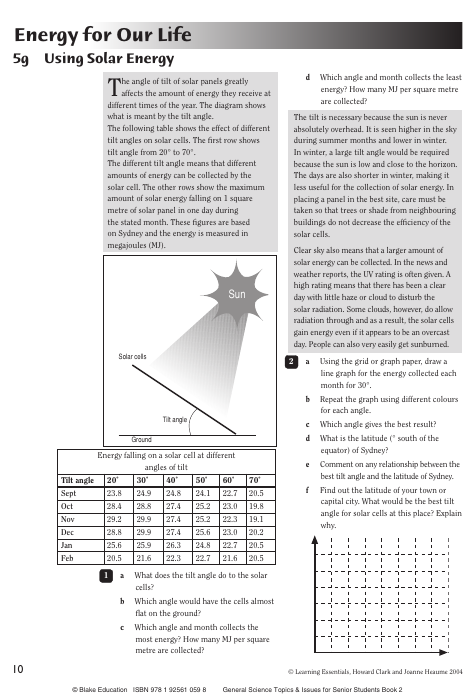 Energy for Our Life
5g Using Solar Energy
The angle of tilt of solar panels greatly
affects the amount of energy they receive at
different times of the year. The diagram shows
what is meant by the tilt angle.
The following table shows the effect of different
tilt angles on solar cells. The first row shows
tilt angle from 20° to 70°.
The different tilt angle means that different
amounts of energy can be collected by the
solar cell. The other rows show the maximum
amount of solar energy falling on 1 square
metre of solar panel in one day during
the stated month. These figures are based
on Sydney and the energy is measured in
megajoules (MJ).
Sun
Solar cells
Tilt angle
Ground
Energy falling on a solar cell at different
angles of tilt
Tilt angle 20° 30° 40° 50° 60° 70°
Sept 23.8 24.9 24.8 24.1 22.7 20.5
Oct 28.4 28.8 27.4 25.2 23.0 19.8
Nov 29.2 29.9 27.4 25.2 22.3 19.1
Dec 28.8 29.9 27.4 25.6 23.0 20.2
Jan 25.6 25.9 26.3 24.8 22.7 20.5
Feb 20.5 21.6 22.3 22.7 21.6 20.5
1 a What does the tilt angle do to the solar
cells?
b Which angle would have the cells almost
flat on the ground?
c Which angle and month collects the
most energy? How many MJ per square
metre are collected?
d Which angle and month collects the least
energy? How many MJ per square metre
are collected?
The tilt is necessary because the sun is never
absolutely overhead. It is seen higher in the sky
during summer months and lower in winter.
In winter, a large tilt angle would be required
because the sun is low and close to the horizon.
The days are also shorter in winter, making it
less useful for the collection of solar energy. In
placing a panel in the best site, care must be
taken so that trees or shade from neighbouring
buildings do not decrease the efficiency of the
solar cells.
Clear sky also means that a larger amount of
solar energy can be collected. In the news and
weather reports, the UV rating is often given. A
high rating means that there has been a clear
day with little haze or cloud to disturb the
solar radiation. Some clouds, however, do allow
radiation through and as a result, the solar cells
gain energy even if it appears to be an overcast
day. People can also very easily get sunburned.
2 a Using the grid or graph paper, draw a
line graph for the energy collected each
month for 30°.
b Repeat the graph using different colours
for each angle.
c Which angle gives the best result?
d What is the latitude (° south of the
equator) of Sydney?
e Comment on any relationship between the
best tilt angle and the latitude of Sydney.
f Find out the latitude of your town or
capital city. What would be the best tilt
angle for solar cells at this place? Explain
why.
10
© Learning Essentials, Howard Clark and Joanne Heaume 2004
© Blake Education ISBN 978 1 92561 059 8 General Science Topics & Issues for Senior Students Book 2